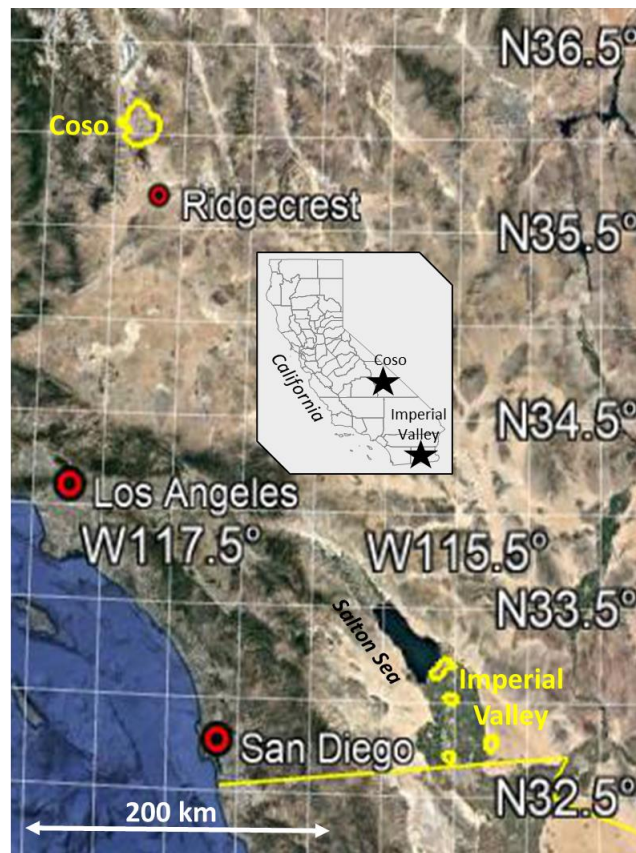 N36.5°
Coso
Ridgecrest
N35.5°
Coso
California
Imperial
Valley
N34.5°
Los Angeles
W117.5°
W115.5°
N33.5°
Salton Sea
Imperial
Valley
San Diego
N32.5°
200 km